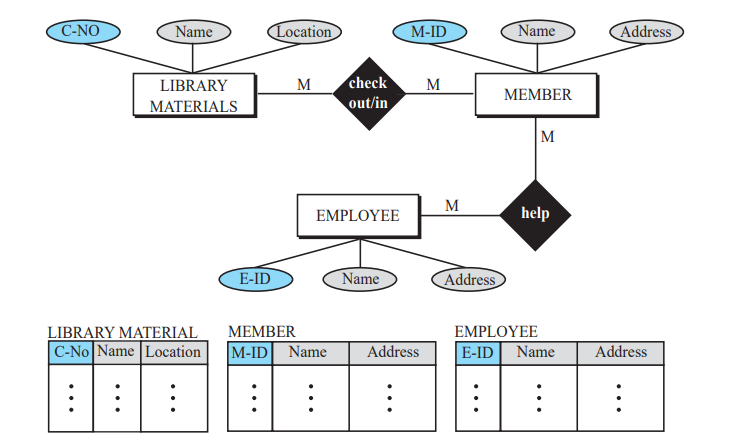 C-NO Name Location M-ID Name Address
LIBRARY MATERIALS M check out/in M MEMBER
M
EMPLOYEE M help
E-ID Name Address
LIBRARY MATERIAL MEMBER EMPLOYEE
C-No Name Location M-ID Name Address E-ID Name Address